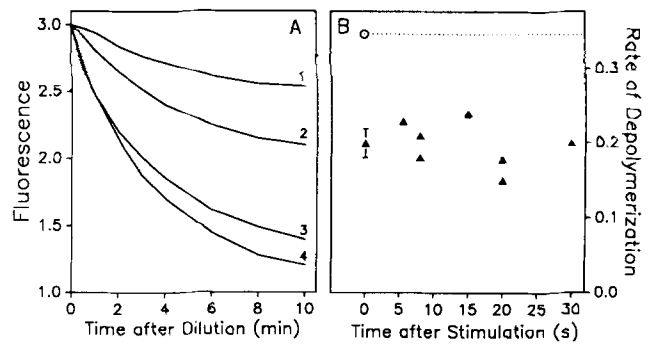 3.0
2.5
2.0
1.5
1.0
Fluorescence
A
1
2
3
4
0 2 4 6 8 10
Time after Dilution (min)
B
0.3
0.2
0.1
0.0
Rate of Depolymerization
0 5 10 15 20 25 30
Time after Stimulation (s)